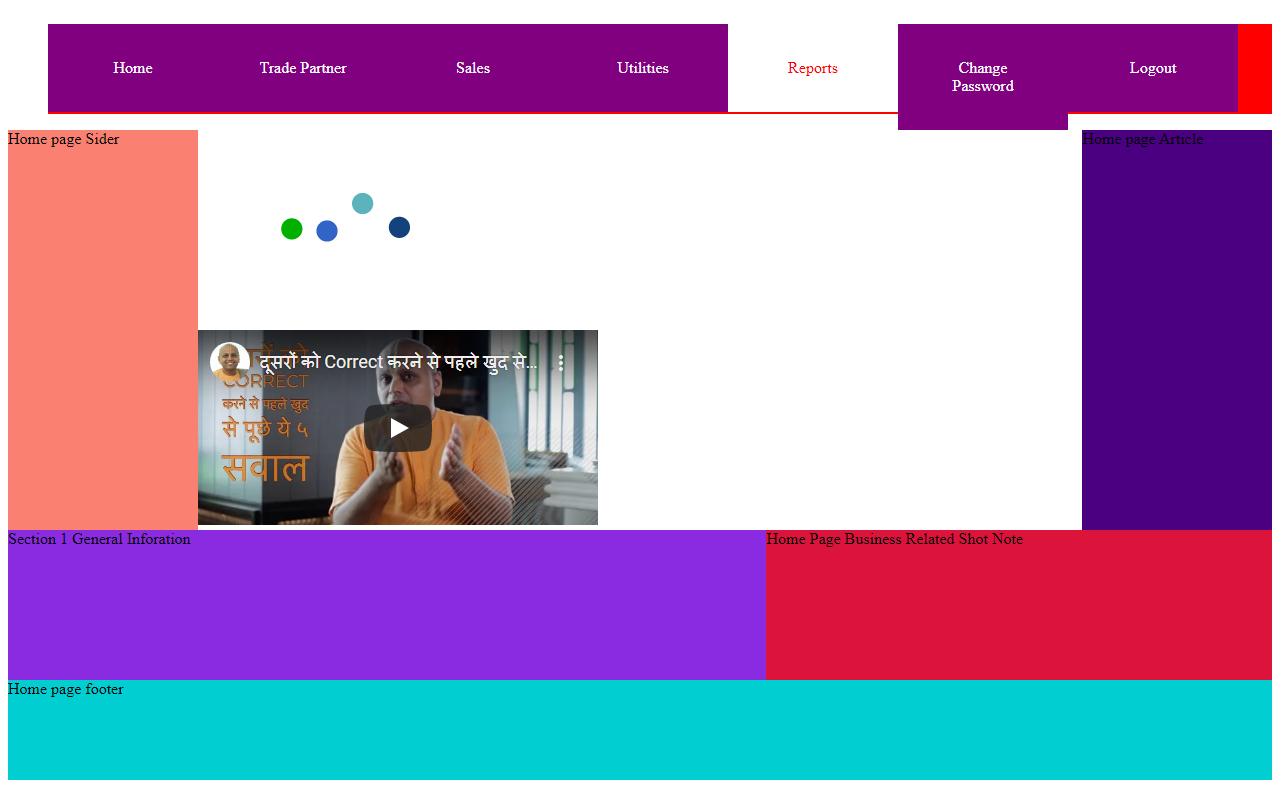 Home
Trade Partner
Sales
Utilities
Reports
Change
Password
Logout
Home page Sider
Home page Article
दूसरों को Correct करने से पहले खुद से...
CORRECT
करने से पहले खुद
से पूछे ये ५
सवाल
Section 1 General Inforation
Home Page Business Related Shot Note
Home page footer